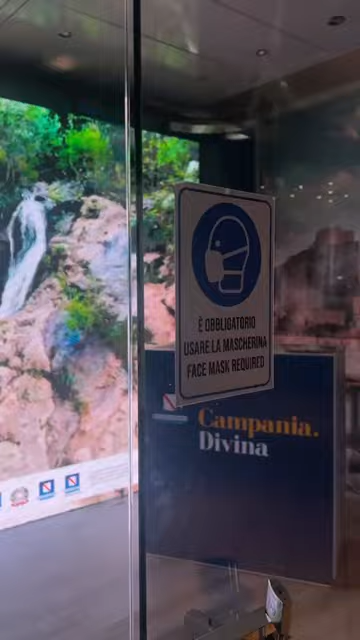 È OBBLIGATORIO
USARE LA MASCHERINA
FACE MASK REQUIRED
Campania.
Divina